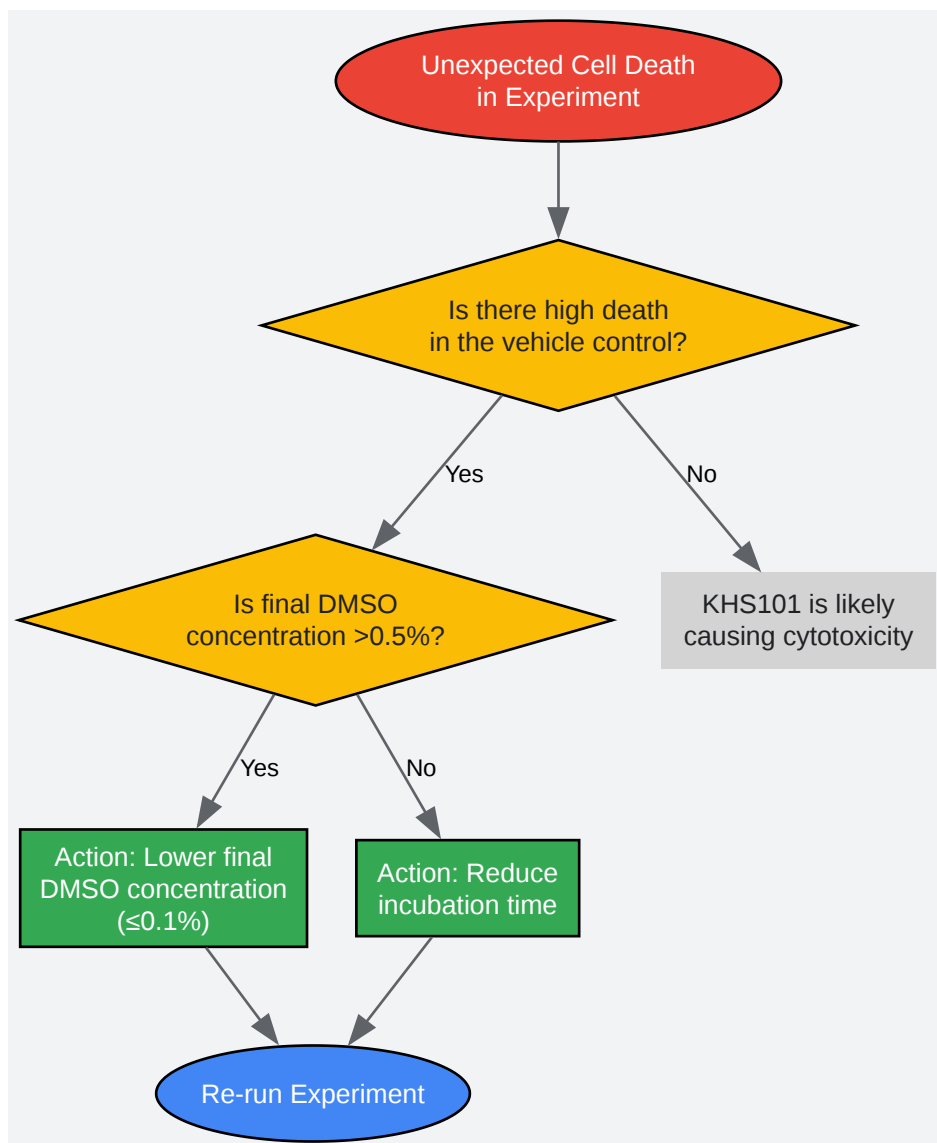 Unexpected Cell Death
in Experiment
Is there high death
in the vehicle control?
Yes
No
Is final DMSO
concentration >0.5%?
KHS101 is likely
causing cytotoxicity
Yes
No
Action: Lower final
DMSO concentration
(≤0.1%)
Action: Reduce
incubation time
Re-run Experiment